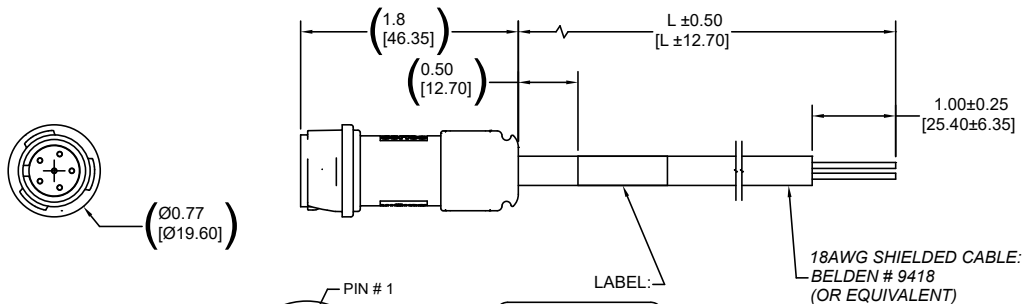 1.8
[46.35]
L ±0.50
[L ±12.70]
0.50
[12.70]
1.00±0.25
[25.40±6.35]
Ø0.77
[Ø19.60]
18AWG SHIELDED CABLE:
BELDEN # 9418
(OR EQUIVALENT)
LABEL:
PIN # 1